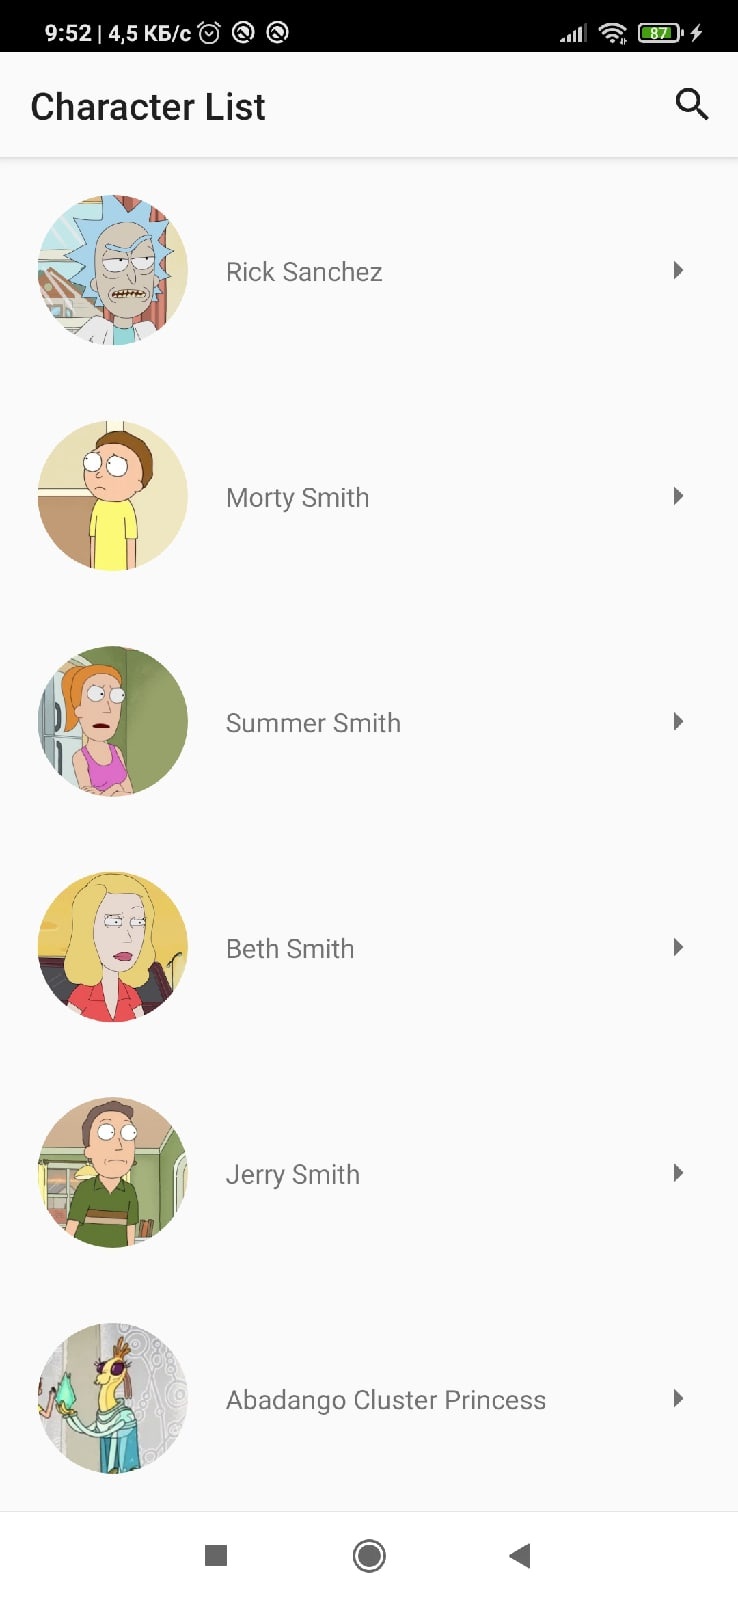 9:52 | 4,5 КБ/с
87
Character List
Rick Sanchez
Morty Smith
Summer Smith
Beth Smith
Jerry Smith
Abadango Cluster Princess